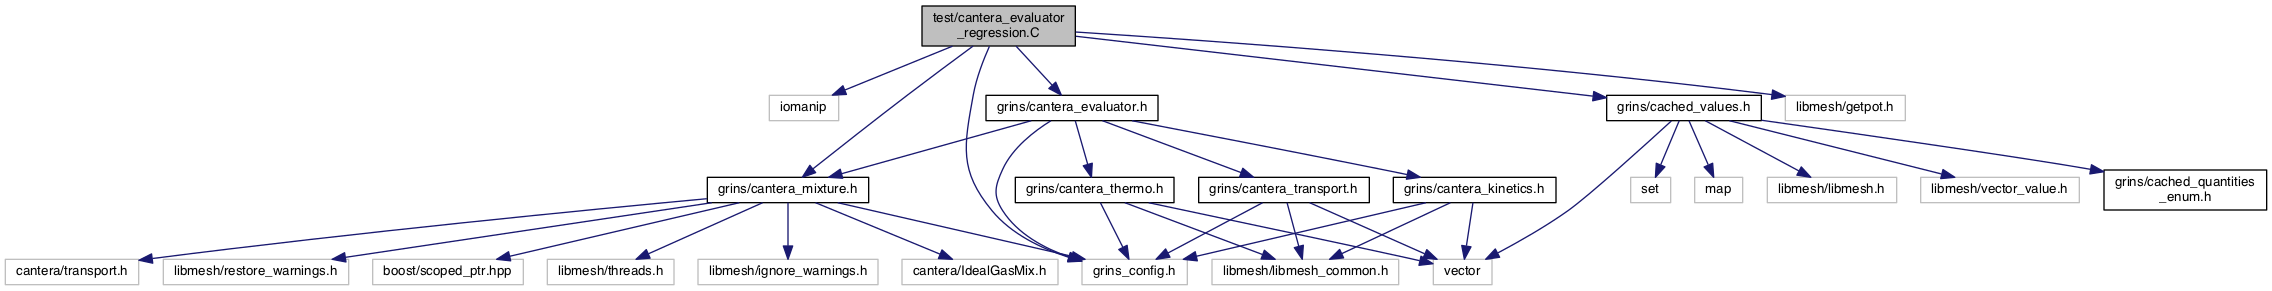 test/cantera_evaluator
_regression.C
iomanip
grins/cantera_evaluator.h
grins/cached_values.h
libmesh/getpot.h
grins/cantera_mixture.h
grins/cantera_thermo.h
grins/cantera_transport.h
grins/cantera_kinetics.h
set
map
libmesh/libmesh.h
libmesh/vector_value.h
grins/cached_quantities
_enum.h
cantera/transport.h
libmesh/restore_warnings.h
boost/scoped_ptr.hpp
libmesh/threads.h
libmesh/ignore_warnings.h
cantera/IdealGasMix.h
grins_config.h
libmesh/libmesh_common.h
vector